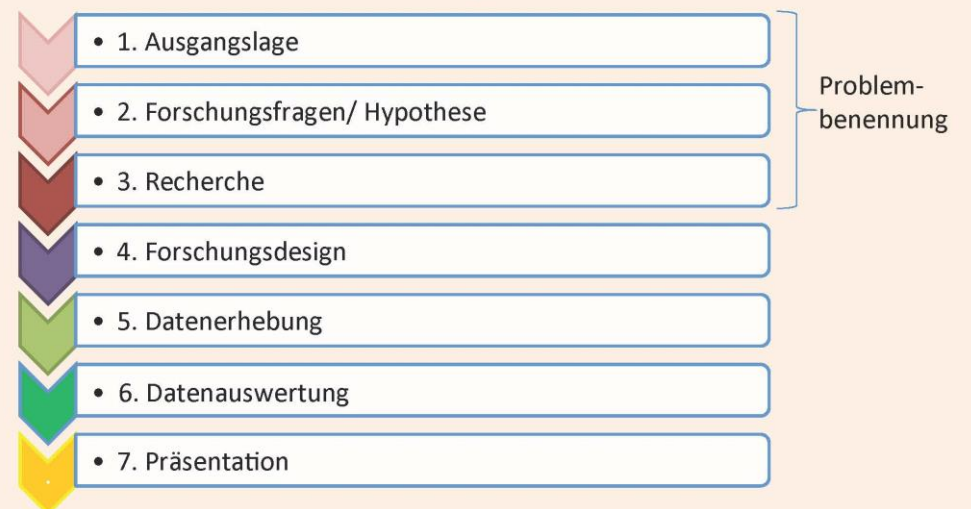 • 1. Ausgangslage
• 2. Forschungsfragen/ Hypothese
• 3. Recherche
Problem-
benennung
• 4. Forschungsdesign
• 5. Datenerhebung
• 6. Datenauswertung
• 7. Präsentation